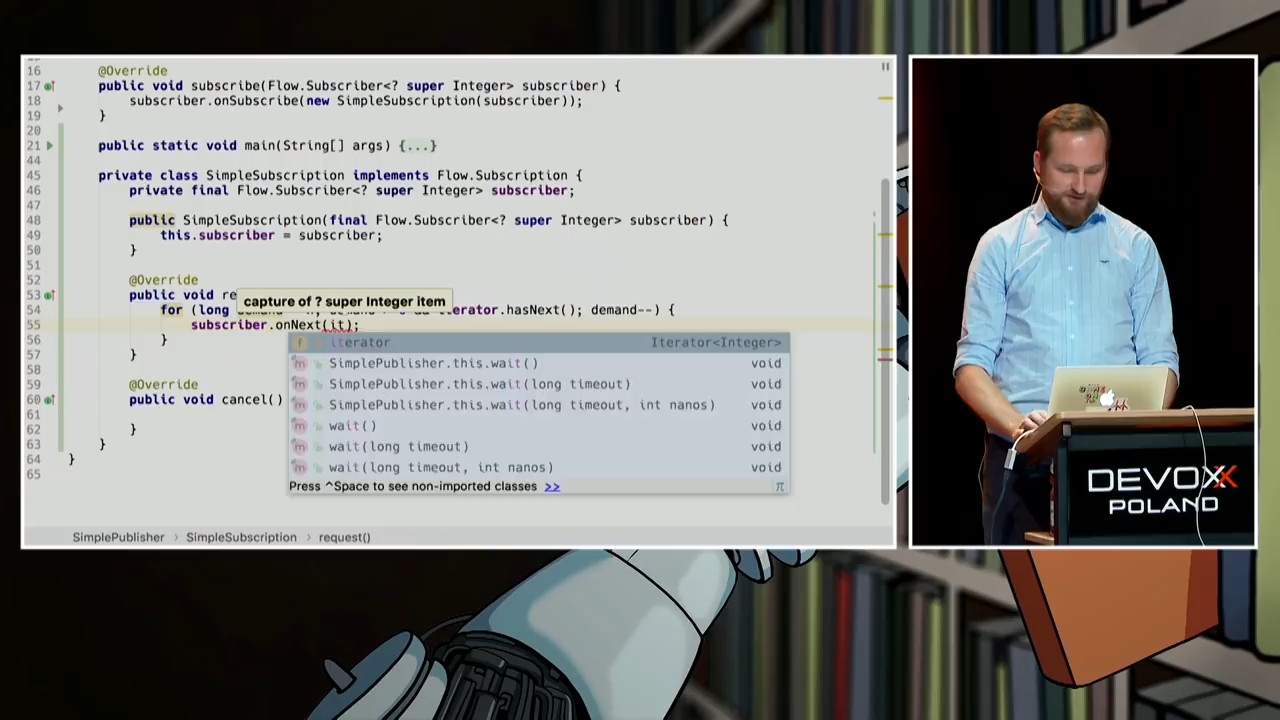 16 @Override
17 public void subscribe(Flow.Subscriber<? super Integer> subscriber) {
18 subscriber.onSubscribe(new SimpleSubscription(subscriber));
19 }
20
21 public static void main(String[] args) {...}
44
45 private class SimpleSubscription implements Flow.Subscription {
46 private final Flow.Subscriber<? super Integer> subscriber;
47
48 public SimpleSubscription(final Flow.Subscriber<? super Integer> subscriber) {
49 this.subscriber = subscriber;
50 }
51
52 @Override
53 public void re
capture of ? super Integer item
54 for (long iterator.hasNext(); demand--) {
55 subscriber.onNext(it);
56 }
57 }
58
59 @Override
60 public void cancel()
61
62 }
63 }
64 }
65
iterator Iterator<Integer>
SimplePublisher.this.wait() void
SimplePublisher.this.wait(long timeout) void
SimplePublisher.this.wait(long timeout, int nanos) void
wait() void
wait(long timeout) void
wait(long timeout, int nanos) void
Press ^Space to see non-imported classes >> π
SimplePublisher > SimpleSubscription > request()
DEVOXX
POLAND